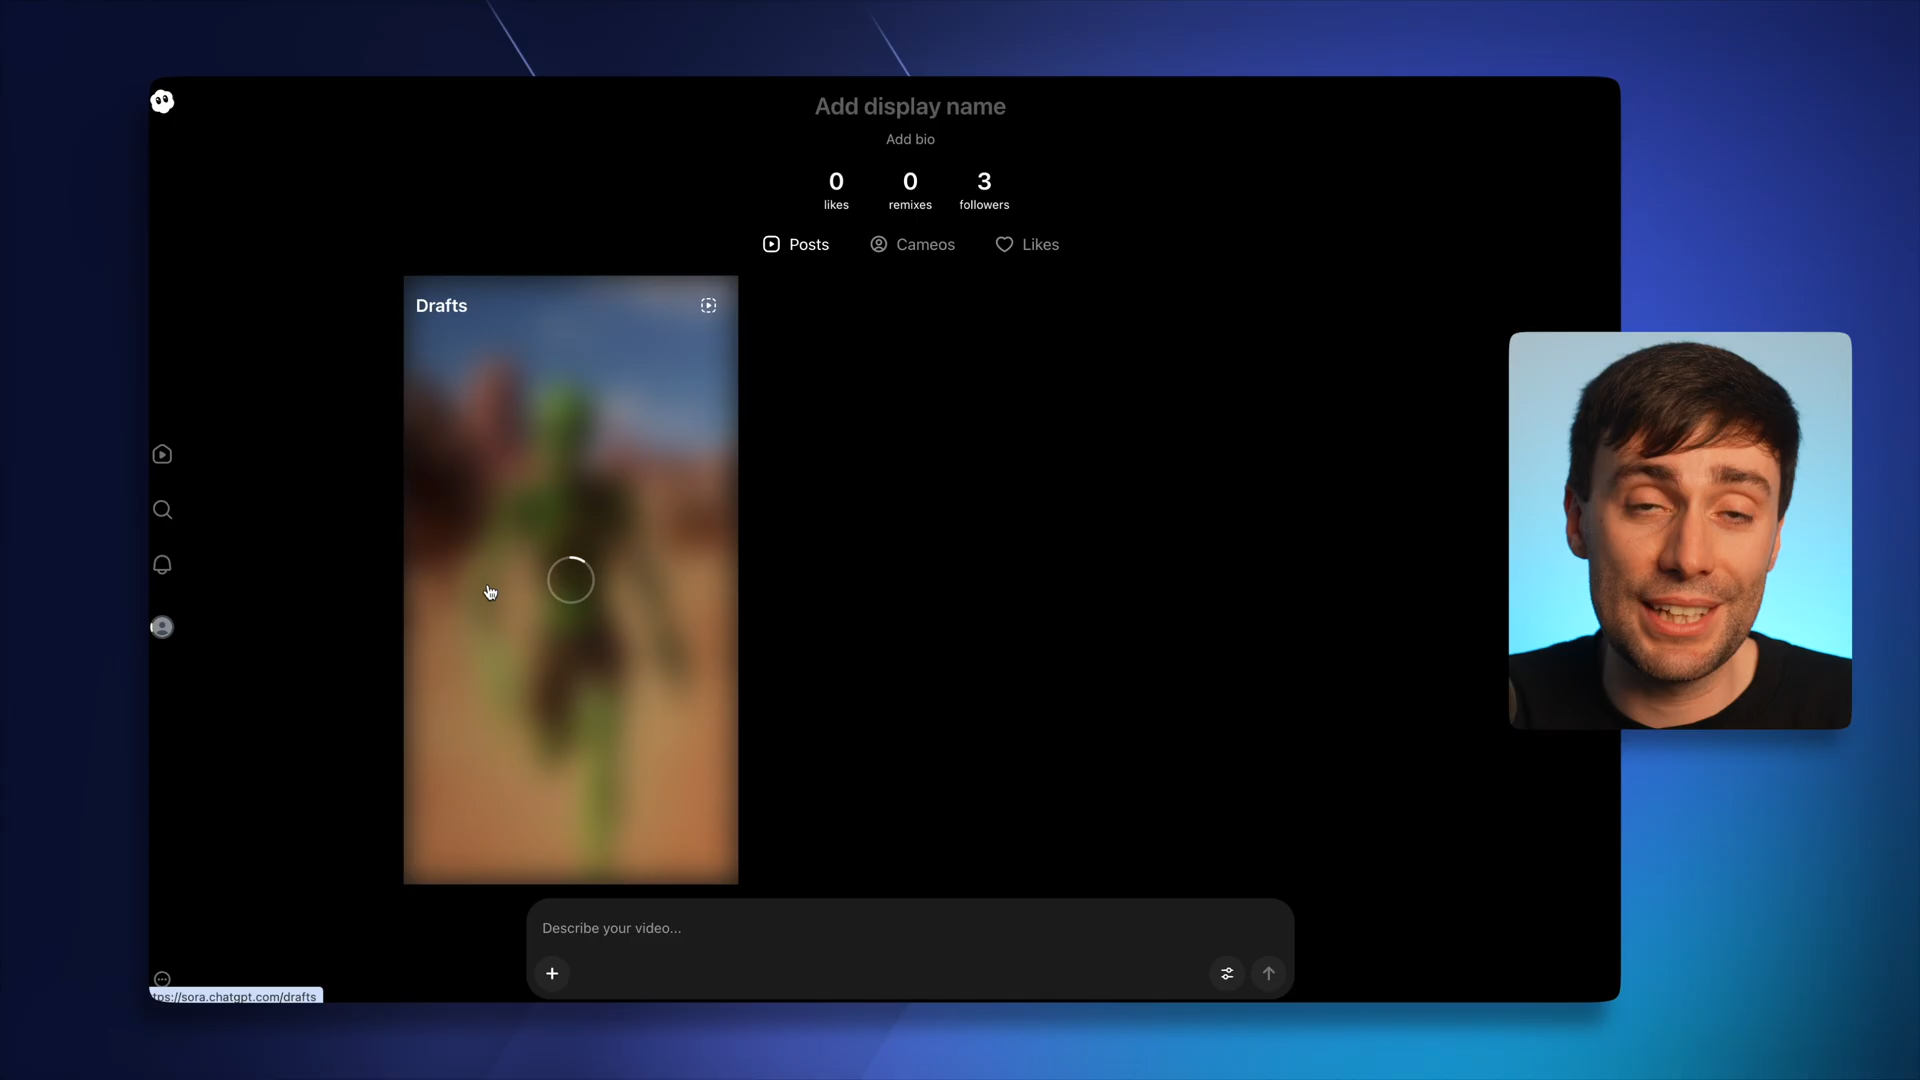 Add display name
Add bio
0 0 3
likes remixes followers
Posts Cameos Likes
Drafts
Describe your video...
tps://sora.chatgpt.com/drafts